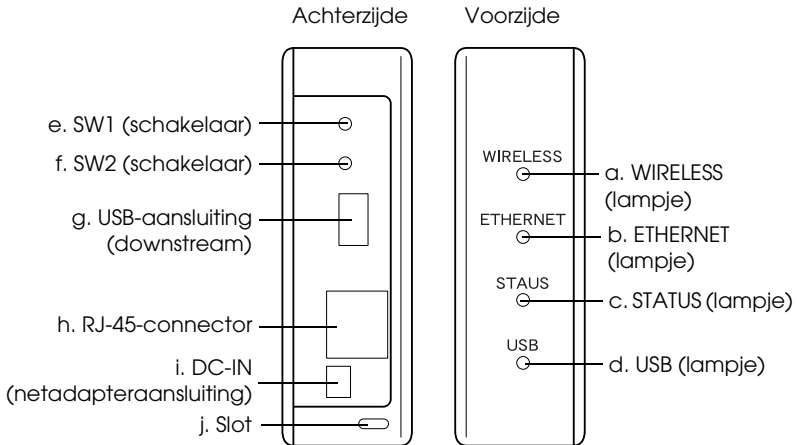 Achterzijde
Voorzijde
e. SW1 (schakelaar)
f. SW2 (schakelaar)
g. USB-aansluiting
(downstream)
h. RJ-45-connector
i. DC-IN
(netadapteraansluiting)
j. Slot
WIRELESS
ETHERNET
STAUS
USB
a. WIRELESS
(lampje)
b. ETHERNET
(lampje)
c. STATUS (lampje)
d. USB (lampje)